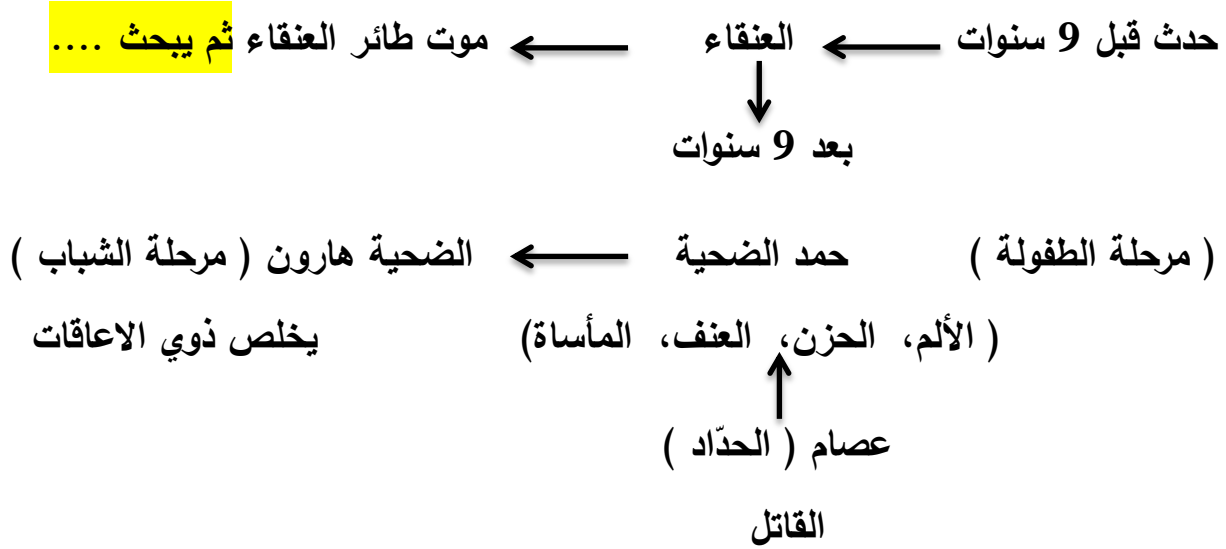 حدث قبل 9 سنوات العنقاء موت طائر العنقاء ثم يبحث ....
بعد 9 سنوات
( مرحلة الطفولة ) حمد الضحية الضحية هارون ( مرحلة الشباب )
( الألم، الحزن، العنف، المأساة) يخلص ذوي الاعاقات
عصام ( الحدّاد )
القاتل